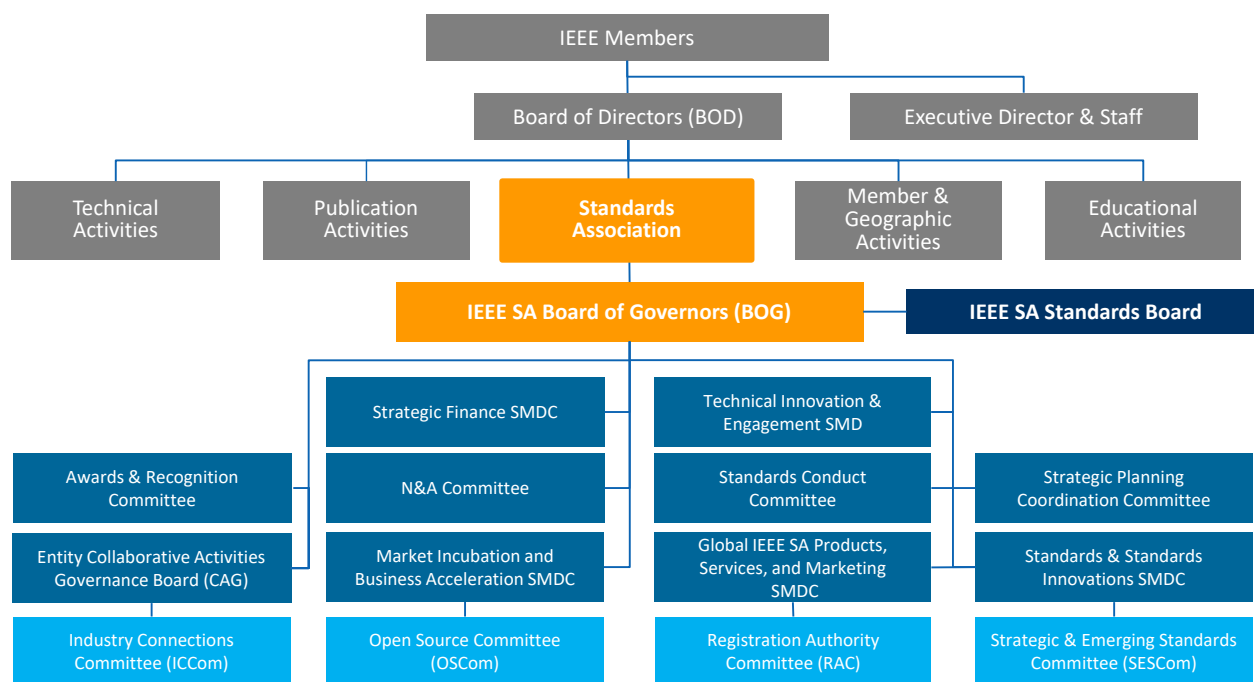 IEEE Members
Board of Directors (BOD)
Executive Director & Staff
Technical
Activities
Publication
Activities
Standards
Association
Member &
Geographic
Activities
Educational
Activities
IEEE SA Board of Governors (BOG)
IEEE SA Standards Board
Strategic Finance SMDC
Technical Innovation &
Engagement SMD
Awards & Recognition
Committee
N&A Committee
Standards Conduct
Committee
Strategic Planning
Coordination Committee
Entity Collaborative Activities
Governance Board (CAG)
Market Incubation and
Business Acceleration SMDC
Global IEEE SA Products,
Services, and Marketing
SMDC
Standards & Standards
Innovations SMDC
Industry Connections
Committee (ICCom)
Open Source Committee
(OSCom)
Registration Authority
Committee (RAC)
Strategic & Emerging Standards
Committee (SESCom)